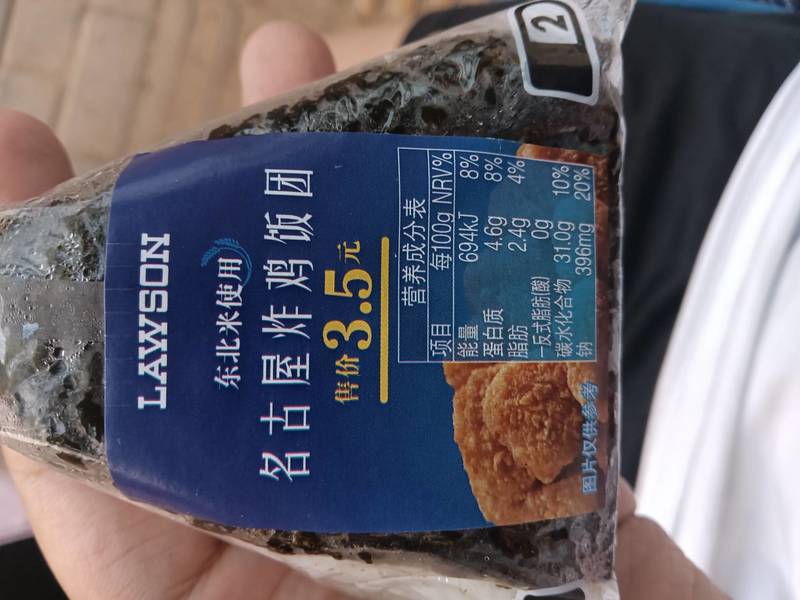 2
LAWSON
东北米使用
名古屋炸鸡饭团
售价3.5元
营养成分表
项目 每100g NRV%
能量 694kJ 8%
蛋白质 4.6g 8%
脂肪 2.4g 4%
-反式脂肪(酸) 0g
碳水化合物 31.0g 10%
钠 396mg 20%
图片仅供参考